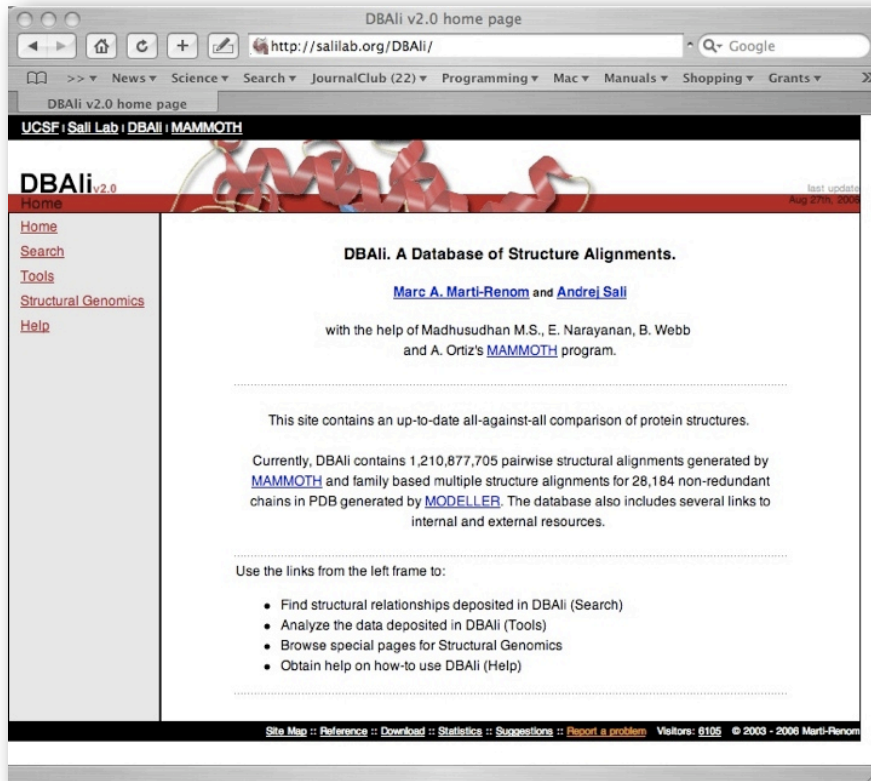 DBAli v2.0 home page
http://salilab.org/DBAli/
Google
>> News Science Search JournalClub (22) Programming Mac Manuals Shopping Grants
DBAli v2.0 home page
UCSF | Sali Lab | DBAli | MAMMOTH
DBAli v2.0
last update
Home
Aug 27th, 2006
Home
Search
Tools
Structural Genomics
Help
DBAli. A Database of Structure Alignments.
Marc A. Marti-Renom and Andrej Sali
with the help of Madhusudhan M.S., E. Narayanan, B. Webb
and A. Ortiz's MAMMOTH program.
This site contains an up-to-date all-against-all comparison of protein structures.
Currently, DBAli contains 1,210,877,705 pairwise structural alignments generated by
MAMMOTH and family based multiple structure alignments for 28,184 non-redundant
chains in PDB generated by MODELLER. The database also includes several links to
internal and external resources.
Use the links from the left frame to:
• Find structural relationships deposited in DBAli (Search)
• Analyze the data deposited in DBAli (Tools)
• Browse special pages for Structural Genomics
• Obtain help on how-to use DBAli (Help)
Site Map :: Reference :: Download :: Statistics :: Suggestions :: Report a problem Visitors: 6105 © 2003 - 2006 Marti-Renom